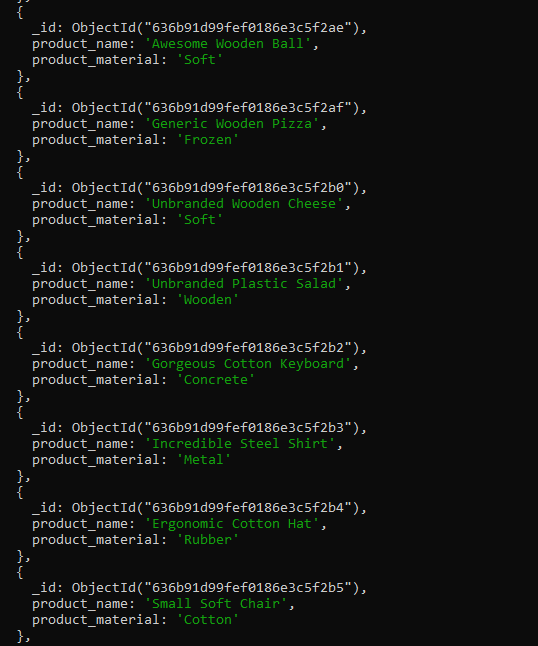 {
_id: ObjectId("636b91d99fef0186e3c5f2ae"),
product_name: 'Awesome Wooden Ball',
product_material: 'Soft'
},
{
_id: ObjectId("636b91d99fef0186e3c5f2af"),
product_name: 'Generic Wooden Pizza',
product_material: 'Frozen'
},
{
_id: ObjectId("636b91d99fef0186e3c5f2b0"),
product_name: 'Unbranded Wooden Cheese',
product_material: 'Soft'
},
{
_id: ObjectId("636b91d99fef0186e3c5f2b1"),
product_name: 'Unbranded Plastic Salad',
product_material: 'Wooden'
},
{
_id: ObjectId("636b91d99fef0186e3c5f2b2"),
product_name: 'Gorgeous Cotton Keyboard',
product_material: 'Concrete'
},
{
_id: ObjectId("636b91d99fef0186e3c5f2b3"),
product_name: 'Incredible Steel Shirt',
product_material: 'Metal'
},
{
_id: ObjectId("636b91d99fef0186e3c5f2b4"),
product_name: 'Ergonomic Cotton Hat',
product_material: 'Rubber'
},
{
_id: ObjectId("636b91d99fef0186e3c5f2b5"),
product_name: 'Small Soft Chair',
product_material: 'Cotton'
},